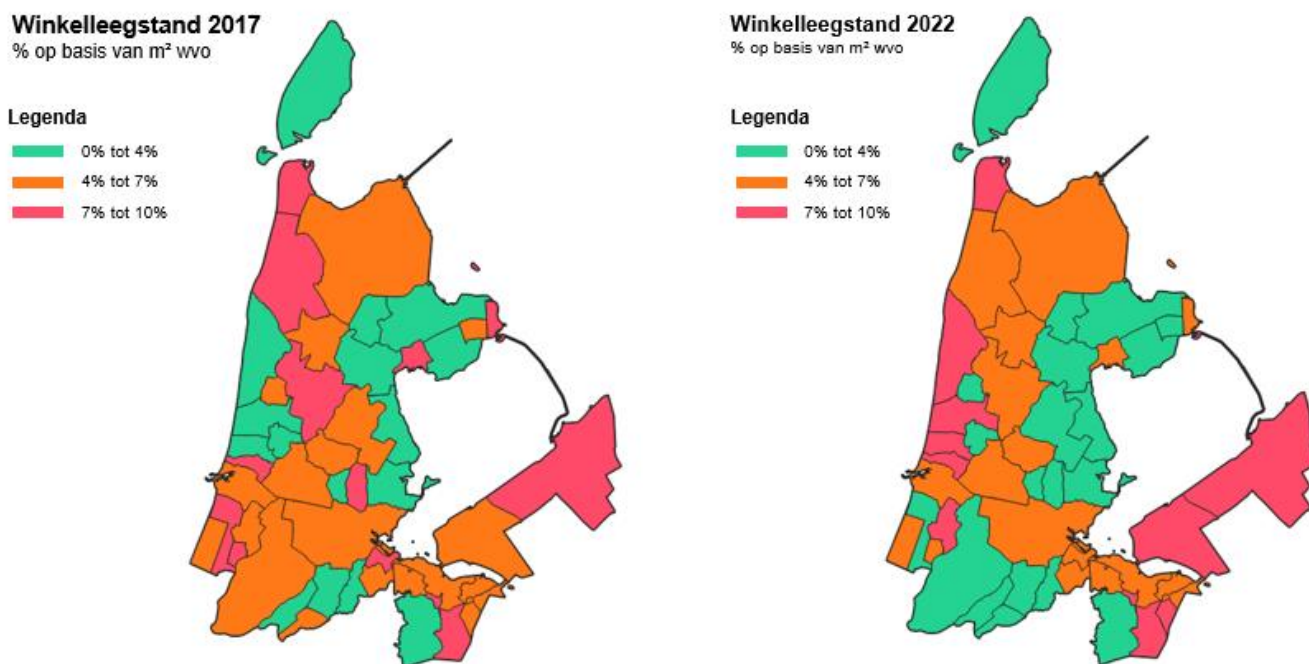 Winkelleegstand 2017
% op basis van m² wvo
Legenda
0% tot 4%
4% tot 7%
7% tot 10%
Winkelleegstand 2022
% op basis van m² wvo
Legenda
0% tot 4%
4% tot 7%
7% tot 10%